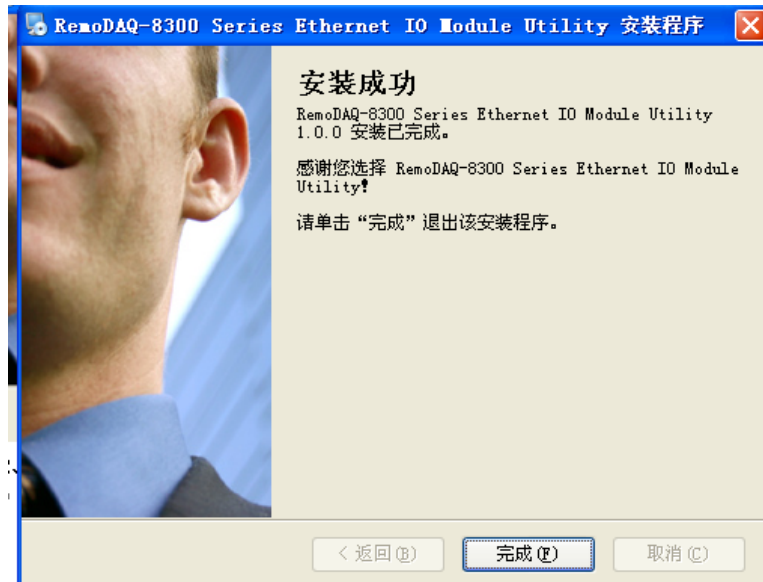 RemoDAQ-8300 Series Ethernet IO Module Utility 安装程序
安装成功
RemoDAQ-8300 Series Ethernet IO Module Utility
1.0.0 安装已完成。
感谢您选择 RemoDAQ-8300 Series Ethernet IO Module
Utility!
请单击“完成”退出该安装程序。
< 返回(B)
完成(F)
取消(C)